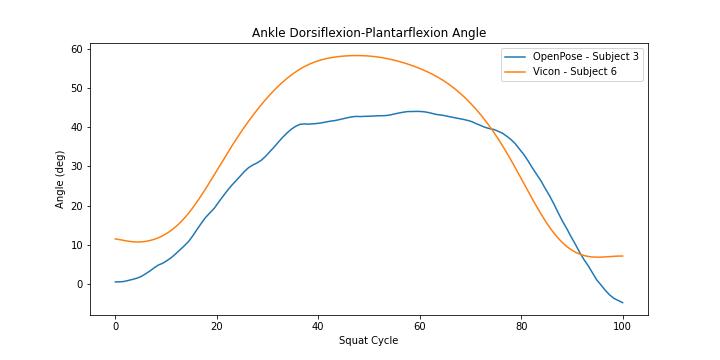 Ankle Dorsiflexion-Plantarflexion Angle
OpenPose - Subject 3
Vicon - Subject 6
Angle (deg)
60
50
40
30
20
10
0
0 20 40 60 80 100
Squat Cycle